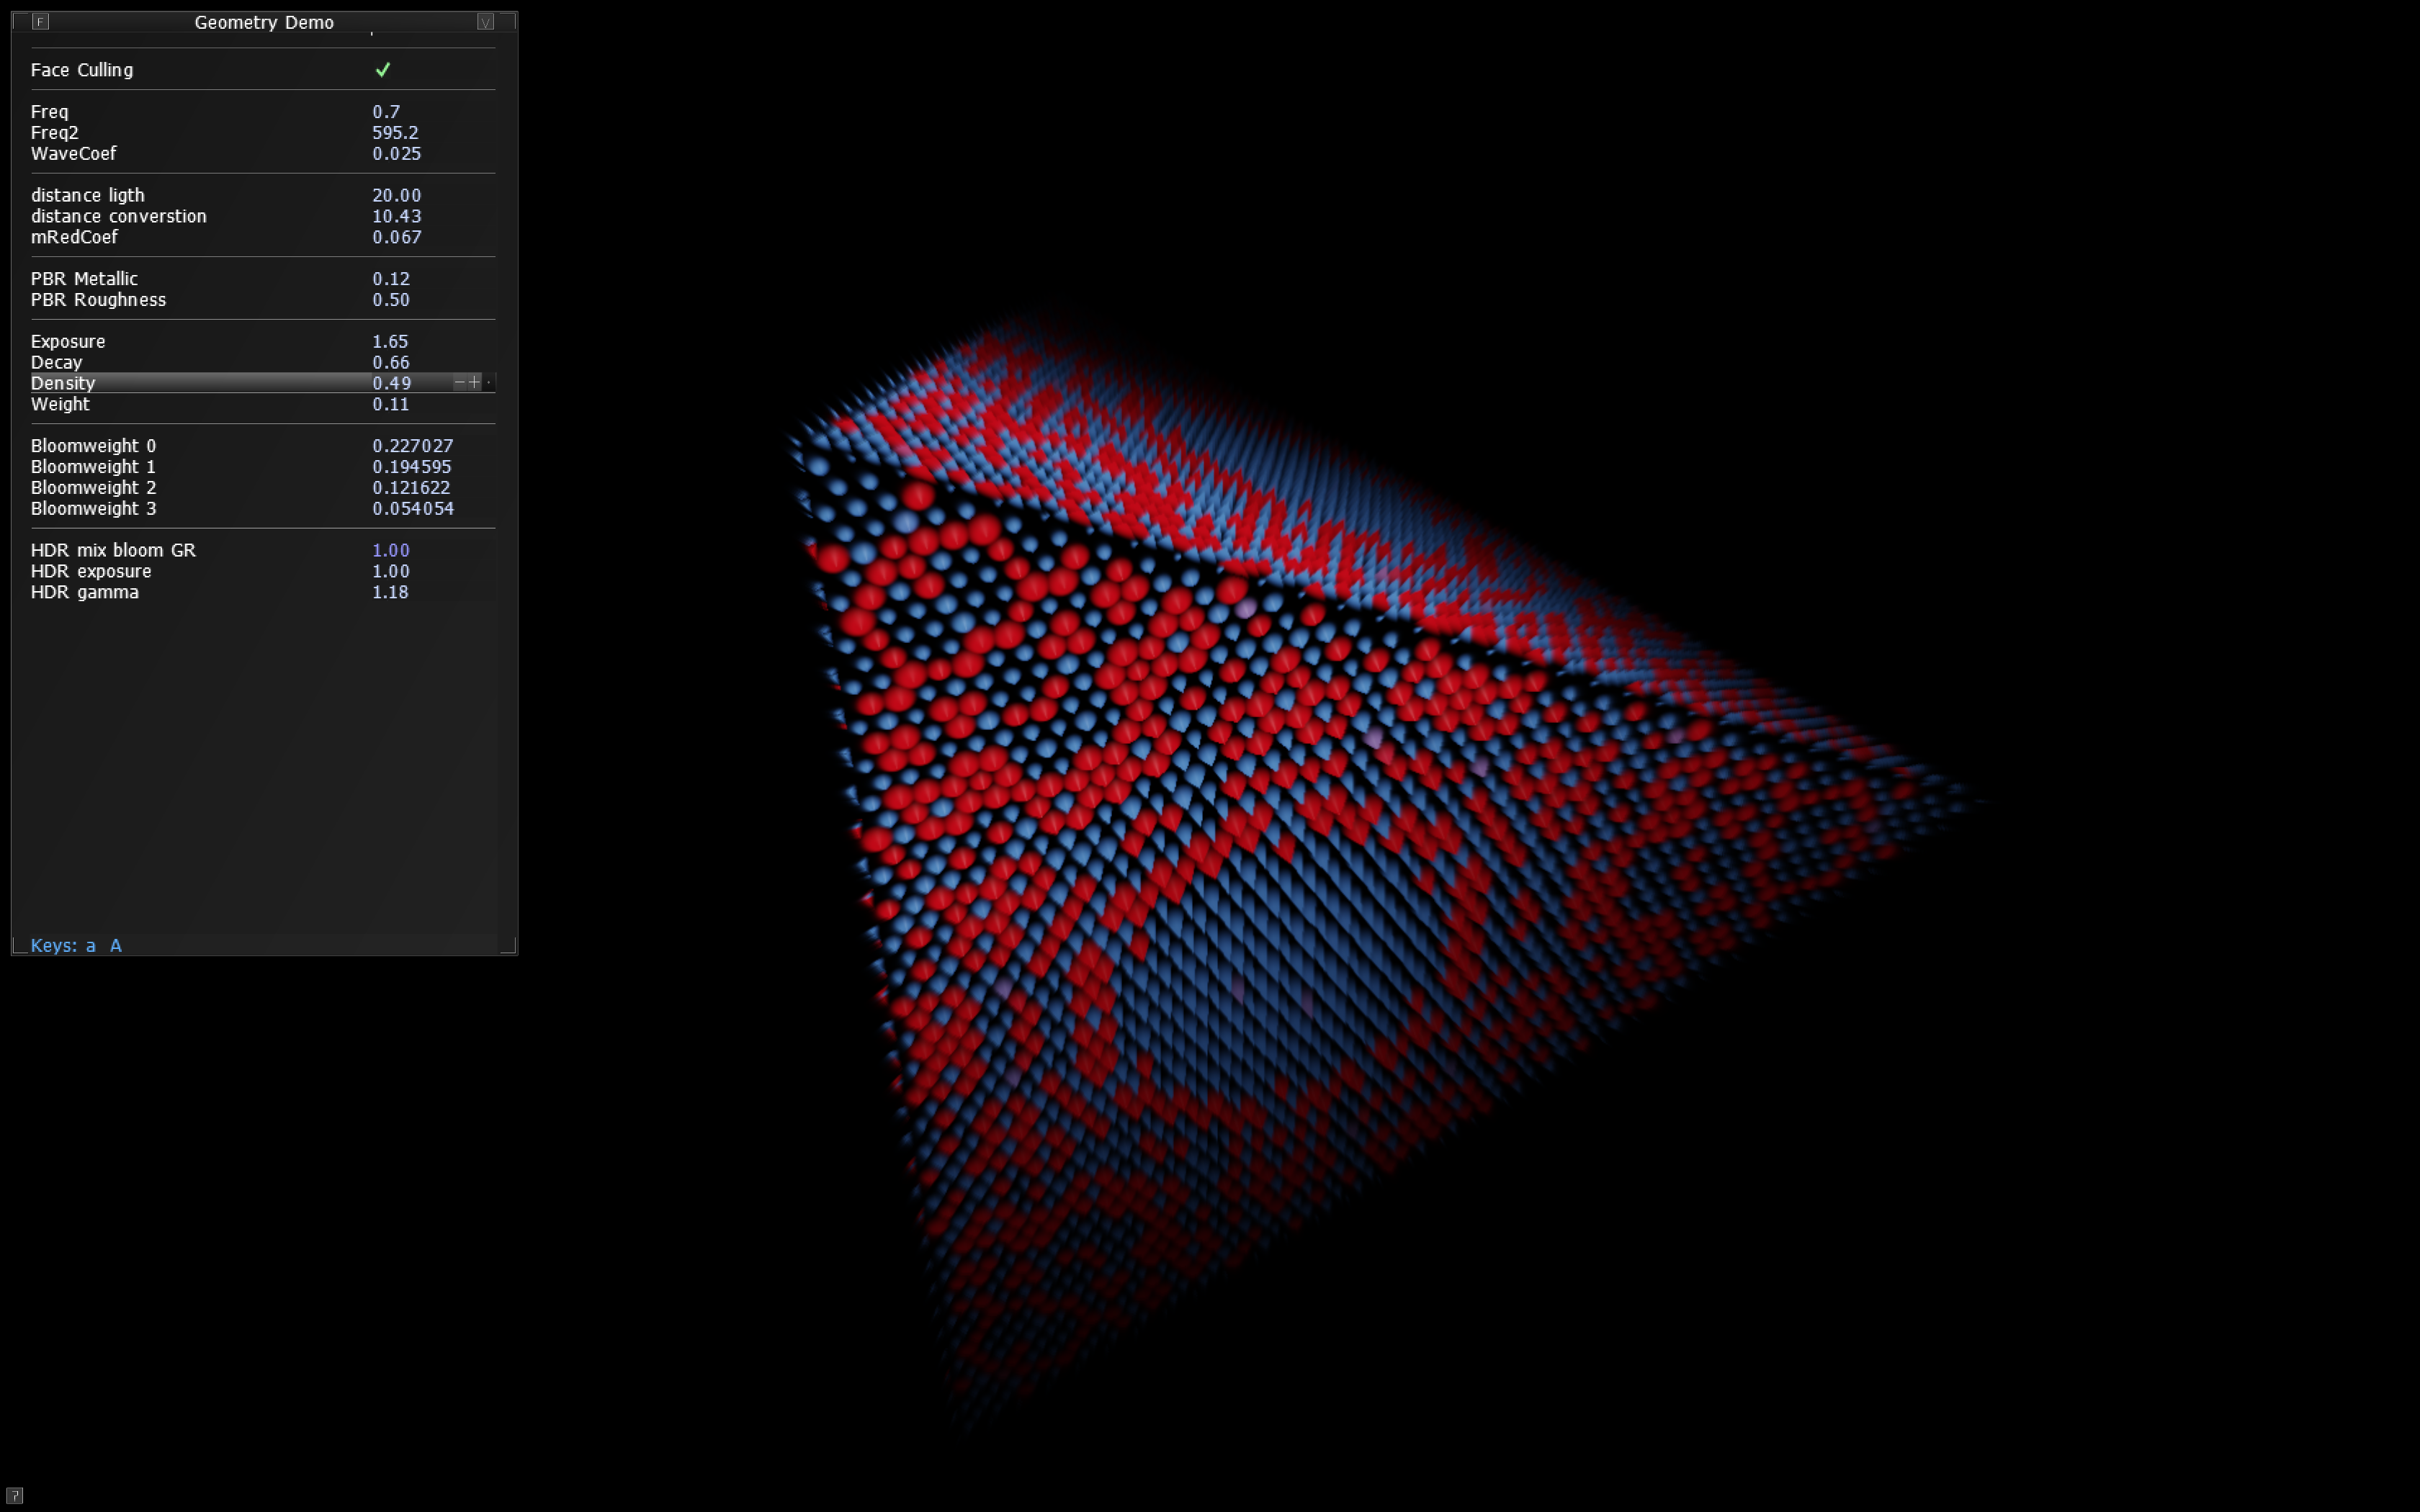 F Geometry Demo V
Face Culling
Freq 0.7
Freq2 595.2
WaveCoef 0.025
distance ligth 20.00
distance converstion 10.43
mRedCoef 0.067
PBR Metallic 0.12
PBR Roughness 0.50
Exposure 1.65
Decay 0.66
Density 0.49 −+ ·
Weight 0.11
Bloomweight 0 0.227027
Bloomweight 1 0.194595
Bloomweight 2 0.121622
Bloomweight 3 0.054054
HDR mix bloom GR 1.00
HDR exposure 1.00
HDR gamma 1.18
Keys: a A
?